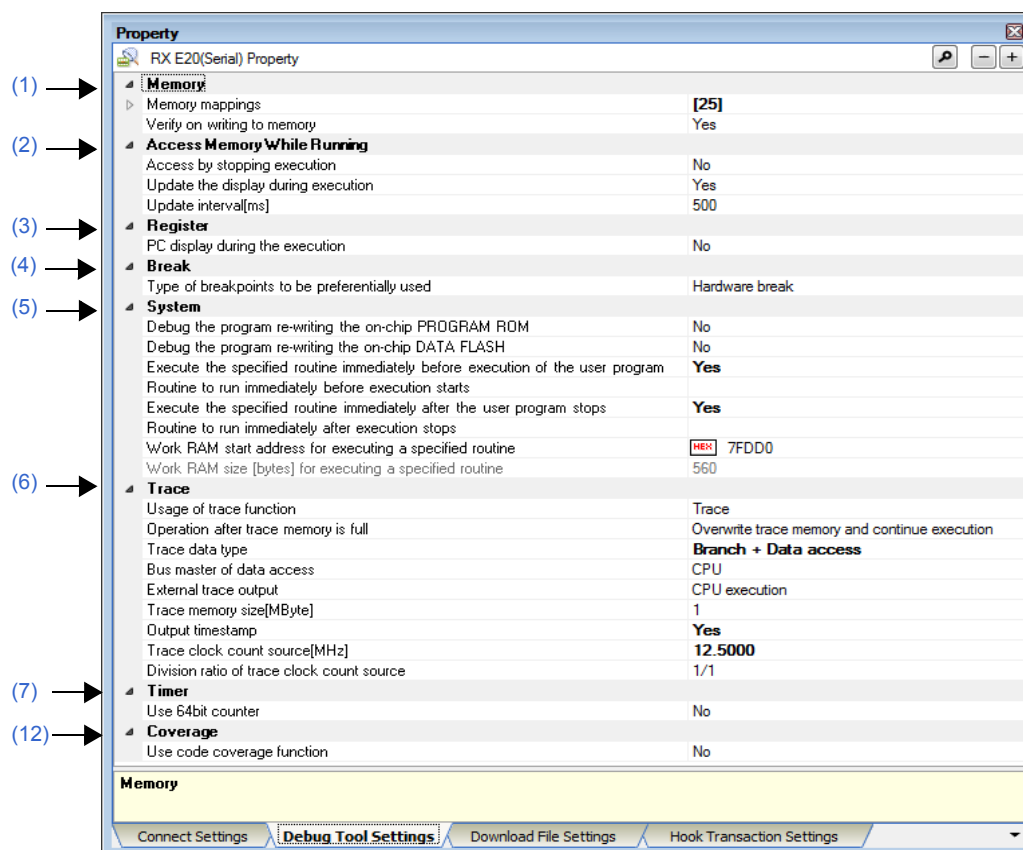 Property
RX E20(Serial) Property
(1) Memory
Memory mappings [25]
Verify on writing to memory Yes
(2) Access Memory While Running
Access by stopping execution No
Update the display during execution Yes
Update interval[ms] 500
(3) Register
PC display during the execution No
(4) Break
Type of breakpoints to be preferentially used Hardware break
(5) System
Debug the program re-writing the on-chip PROGRAM ROM No
Debug the program re-writing the on-chip DATA FLASH No
Execute the specified routine immediately before execution of the user program Yes
Routine to run immediately before execution starts
Execute the specified routine immediately after the user program stops Yes
Routine to run immediately after execution stops
Work RAM start address for executing a specified routine HEX 7FDD0
Work RAM size [bytes] for executing a specified routine 560
(6) Trace
Usage of trace function Trace
Operation after trace memory is full Overwrite trace memory and continue execution
Trace data type Branch + Data access
Bus master of data access CPU
External trace output CPU execution
Trace memory size[MByte] 1
Output timestamp Yes
Trace clock count source[MHz] 12.5000
Division ratio of trace clock count source 1/1
(7) Timer
Use 64bit counter No
(12) Coverage
Use code coverage function No
Memory
Connect Settings Debug Tool Settings Download File Settings Hook Transaction Settings